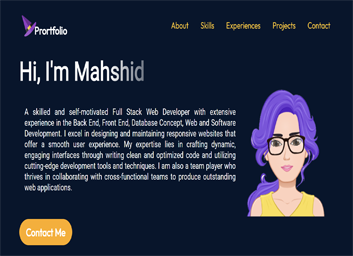 Prortfolio
About Skills Experiences Projects Contact
Hi, I'm Mahshid
A skilled and self-motivated Full Stack Web Developer with extensive
experience in the Back End, Front End, Database Concept, Web and Software
Development. I excel in designing and maintaining responsive websites that
offer a smooth user experience. My expertise lies in crafting dynamic,
engaging interfaces through writing clean and optimized code and utilizing
cutting-edge development tools and techniques. I am also a team player who
thrives in collaborating with cross-functional teams to produce outstanding
web applications.
Contact Me